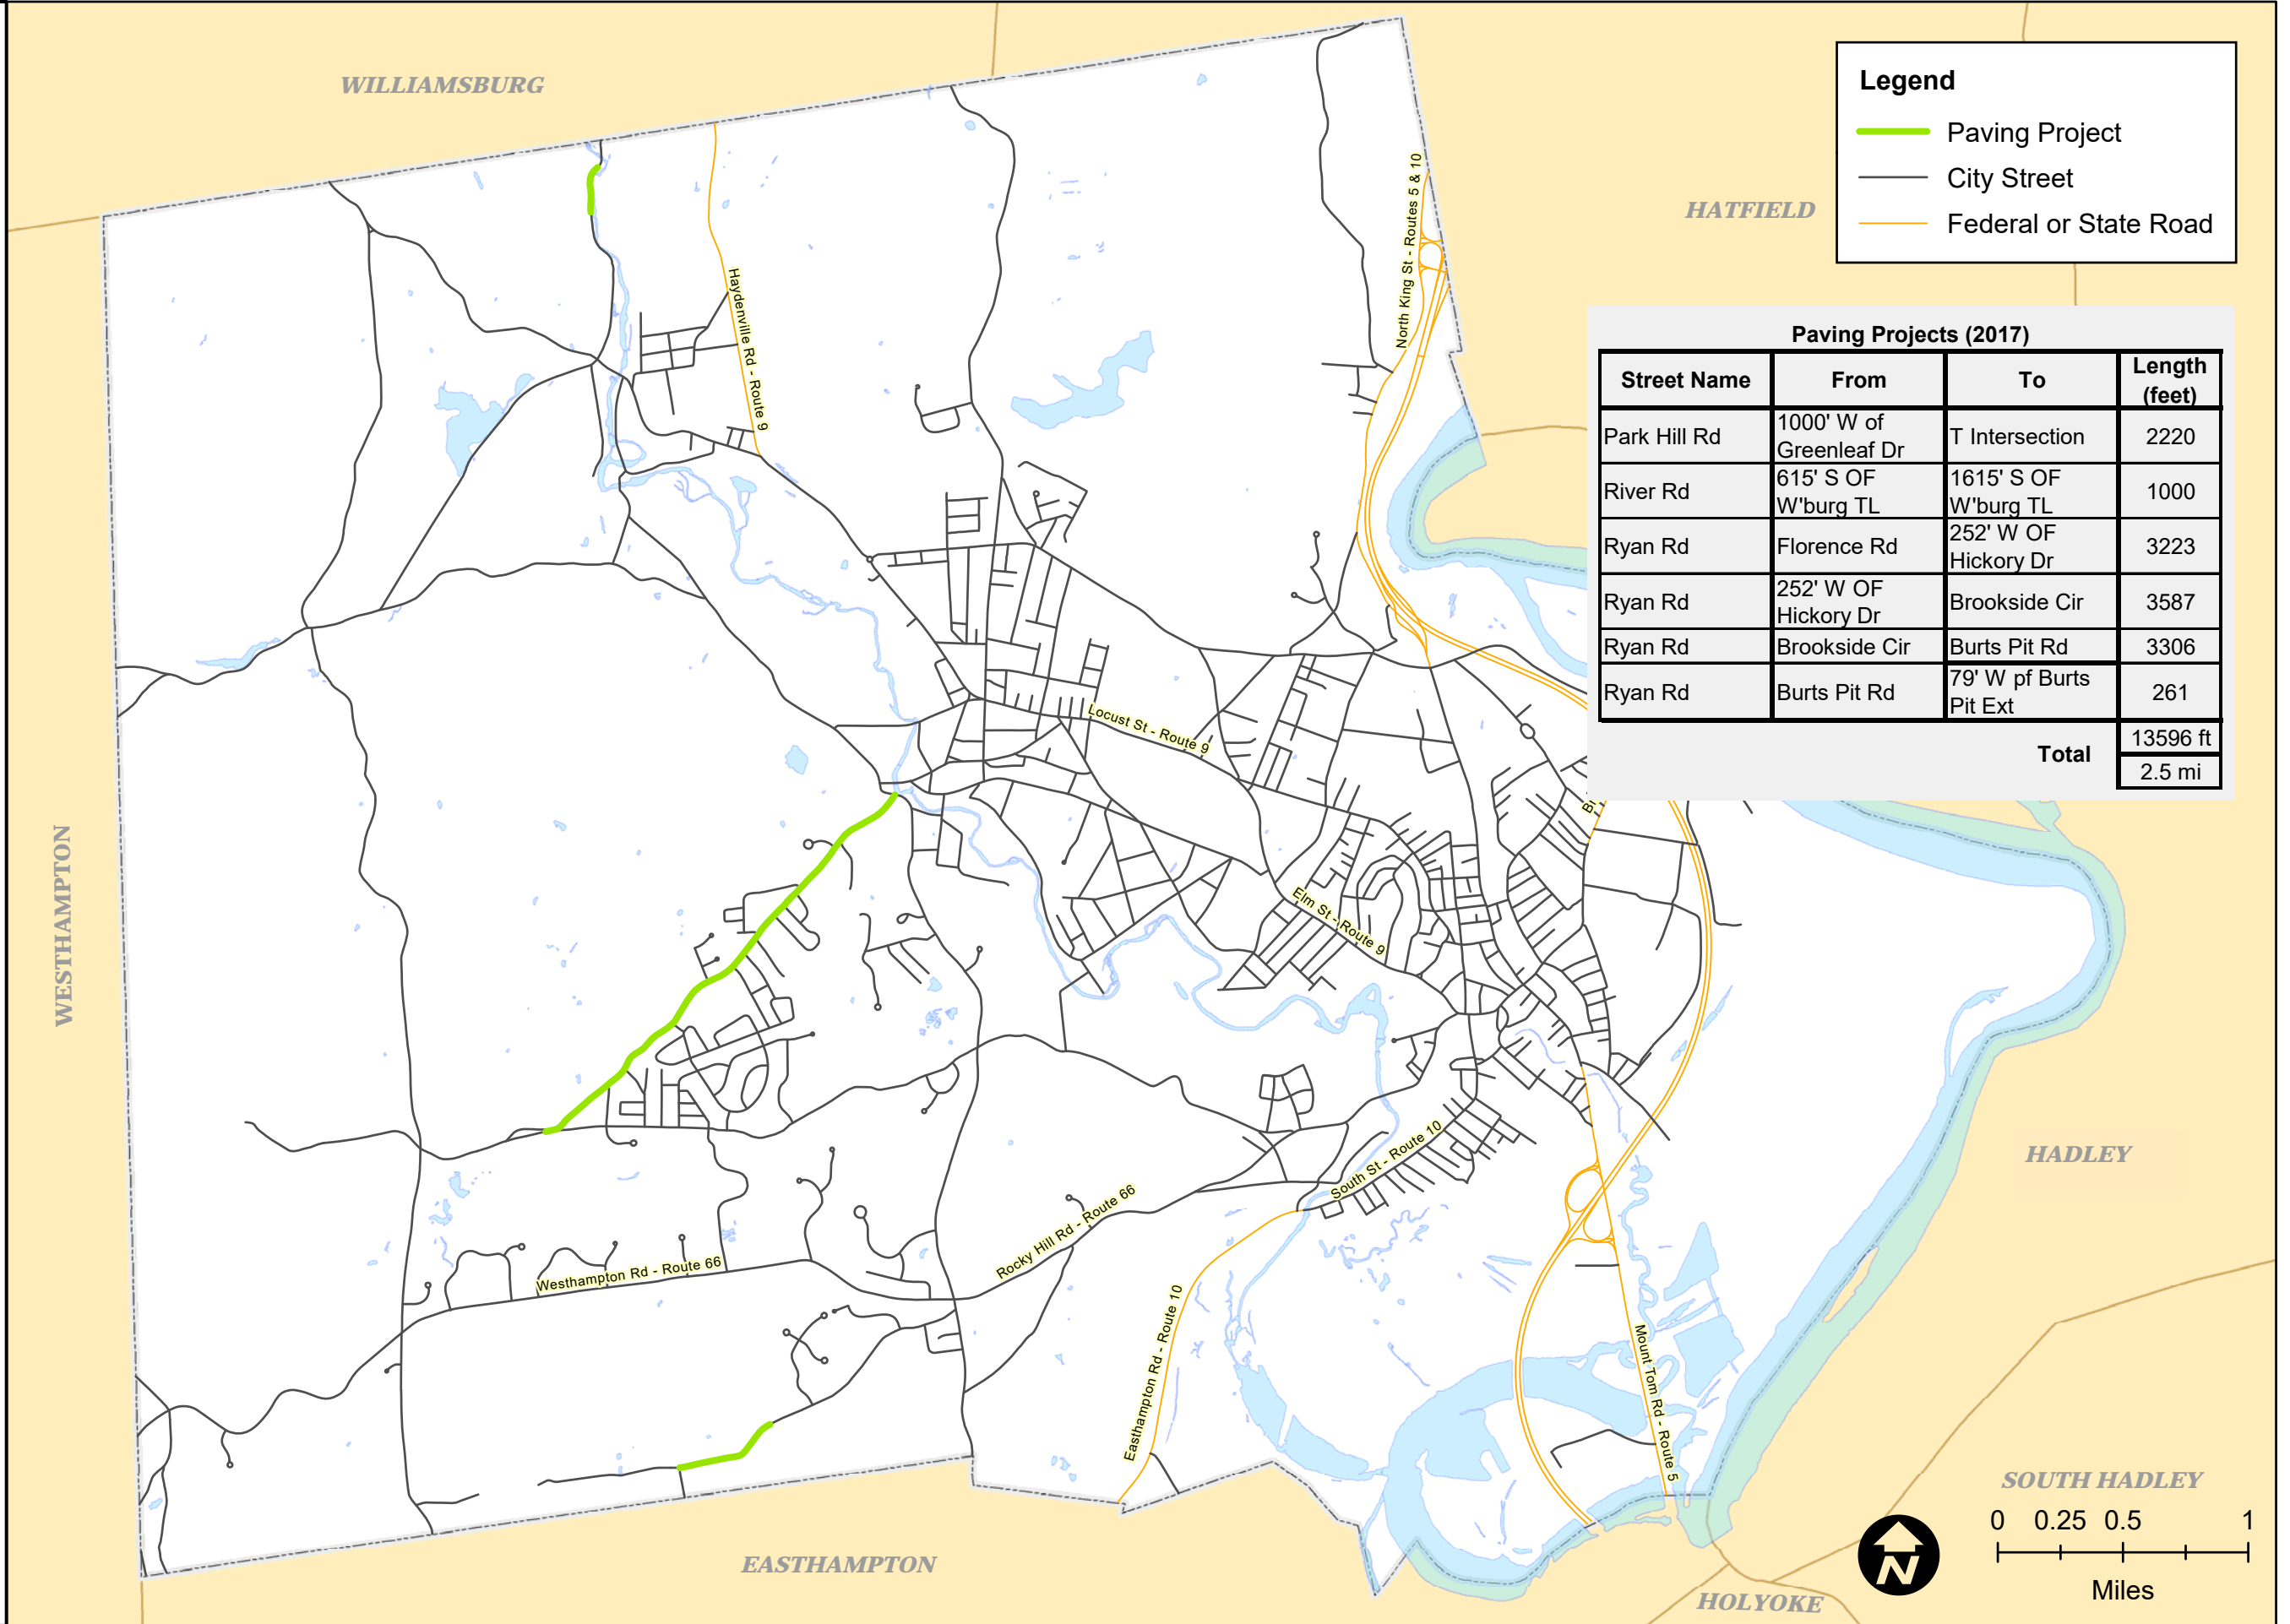 WILLIAMSBURG
HATFIELD
WESTHAMPTON
HADLEY
SOUTH HADLEY
EASTHAMPTON
HOLYOKE
Legend
Paving Project
City Street
Federal or State Road
Paving Projects (2017)
Street Name From To Length (feet)
Park Hill Rd 1000' W of Greenleaf Dr T Intersection 2220
River Rd 615' S OF W'burg TL 1615' S OF W'burg TL 1000
Ryan Rd Florence Rd 252' W OF Hickory Dr 3223
Ryan Rd 252' W OF Hickory Dr Brookside Cir 3587
Ryan Rd Brookside Cir Burts Pit Rd 3306
Ryan Rd Burts Pit Rd 79' W pf Burts Pit Ext 261
Total 13596 ft
2.5 mi
North King St - Routes 5 & 10
Haydenville Rd - Route 9
Locust St - Route 9
Elm St - Route 9
South St - Route 10
Rocky Hill Rd - Route 66
Westhampton Rd - Route 66
Easthampton Rd - Route 10
Mount Tom Rd - Route 5
N
0 0.25 0.5 1
Miles